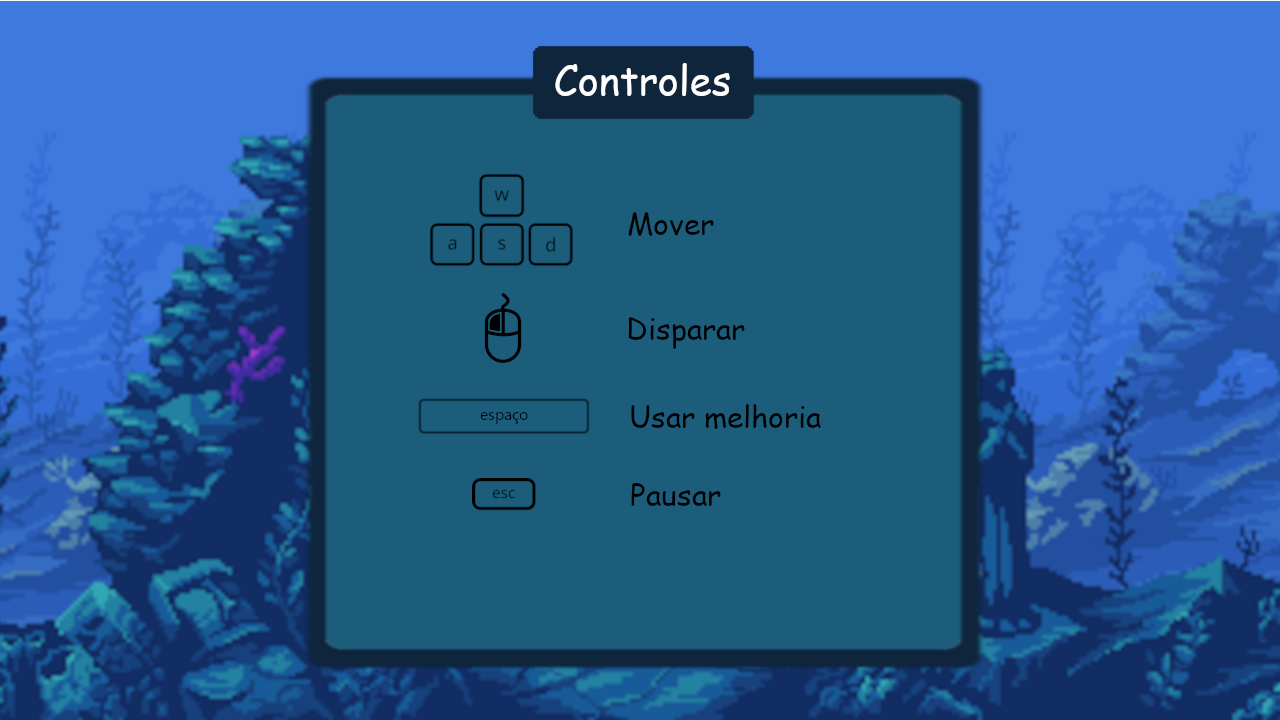 Controles
w
a s d
Mover
Disparar
espaço
Usar melhoria
esc
Pausar